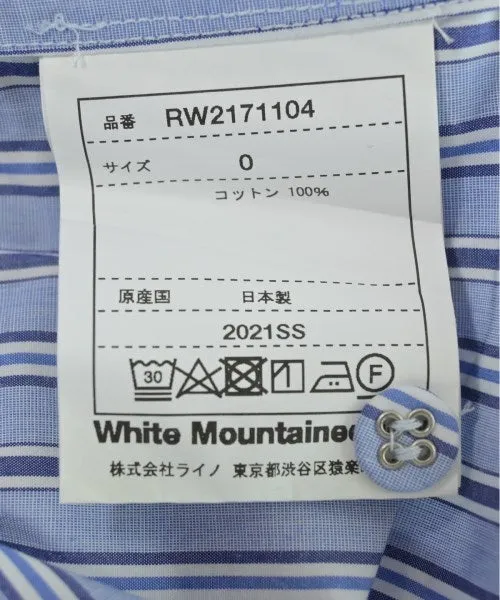 品番 RW2171104
サイズ 0
コットン 100%
原産国 日本製
2021SS
30 F
White Mountainee
株式会社ライノ 東京都渋谷区猿楽